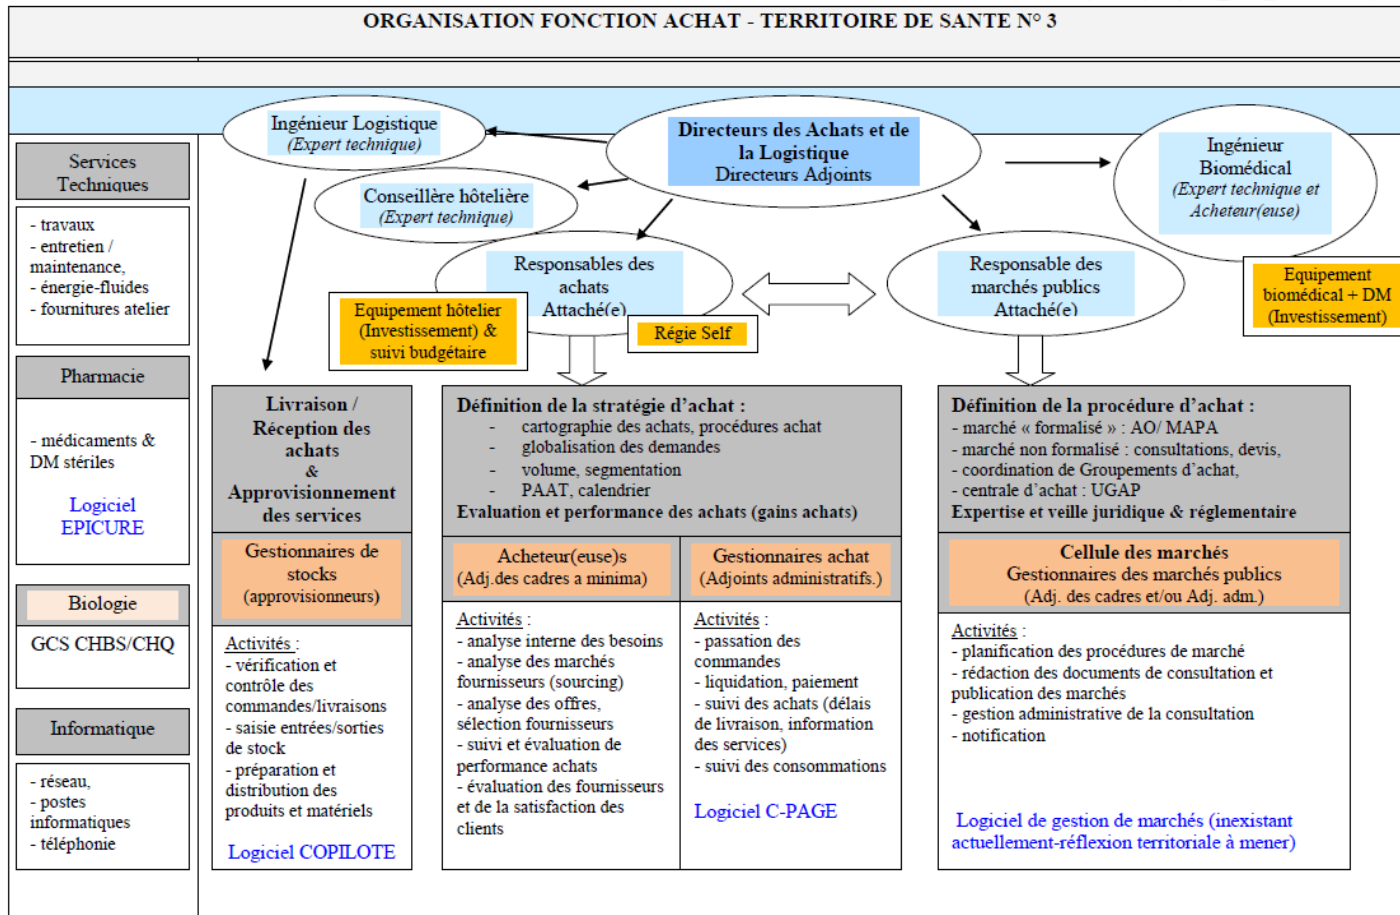 ORGANISATION FONCTION ACHAT - TERRITOIRE DE SANTE N° 3
Ingénieur Logistique
(Expert technique)
Directeurs des Achats et de
la Logistique
Directeurs Adjoints
Ingénieur
Biomédical
(Expert technique et
Acheteur(euse)
Conseillère hôtelière
(Expert technique)
Responsables des
achats
Attaché(e)
Responsable des
marchés publics
Attaché(e)
Equipement hôtelier
(Investissement) &
suivi budgétaire
Régie Self
Equipement
biomédical + DM
(Investissement)
Services
Techniques
- travaux
- entretien /
maintenance,
- énergie-fluides
- fournitures atelier
Pharmacie
- médicaments &
DM stériles
Logiciel
EPICURE
Biologie
GCS CHBS/CHQ
Informatique
- réseau,
- postes
informatiques
- téléphonie
Livraison /
Réception des
achats
&
Approvisionnement
des services
Gestionnaires de
stocks
(approvisionneurs)
Activités :
- vérification et
contrôle des
commandes/livraisons
- saisie entrées/sorties
de stock
- préparation et
distribution des
produits et matériels
Logiciel COPILOTE
Définition de la stratégie d'achat :
- cartographie des achats, procédures achat
- globalisation des demandes
- volume, segmentation
- PAAT, calendrier
Evaluation et performance des achats (gains achats)
Acheteur(euse)s
(Adj.des cadres a minima)
Activités :
- analyse interne des besoins
- analyse des marchés
fournisseurs (sourcing)
- analyse des offres,
sélection fournisseurs
- suivi et évaluation de
performance achats
- évaluation des fournisseurs
et de la satisfaction des
clients
Gestionnaires achat
(Adjoints administratifs.)
Activités :
- passation des
commandes
- liquidation, paiement
- suivi des achats (délais
de livraison, information
des services)
- suivi des consommations
Logiciel C-PAGE
Définition de la procédure d'achat :
- marché « formalisé » : AO/ MAPA
- marché non formalisé : consultations, devis,
- coordination de Groupements d'achat,
- centrale d'achat : UGAP
Expertise et veille juridique & réglementaire
Cellule des marchés
Gestionnaires des marchés publics
(Adj. des cadres et/ou Adj. adm.)
Activités :
- planification des procédures de marché
- rédaction des documents de consultation et
publication des marchés
- gestion administrative de la consultation
- notification
Logiciel de gestion de marchés (inexistant
actuellement-réflexion territoriale à mener)